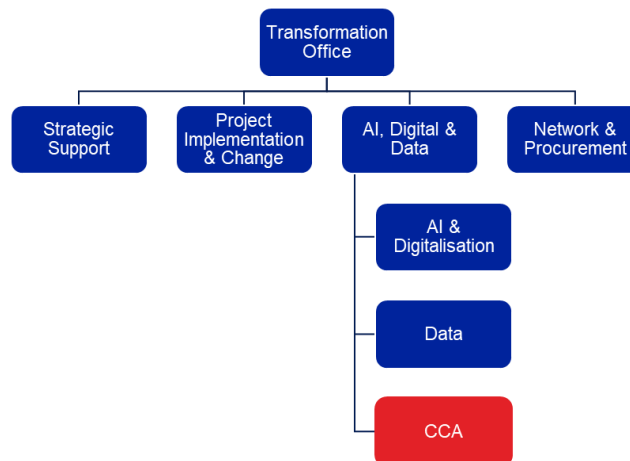 Transformation
Office
Strategic
Support
Project
Implementation
& Change
AI, Digital &
Data
Network &
Procurement
AI &
Digitalisation
Data
CCA